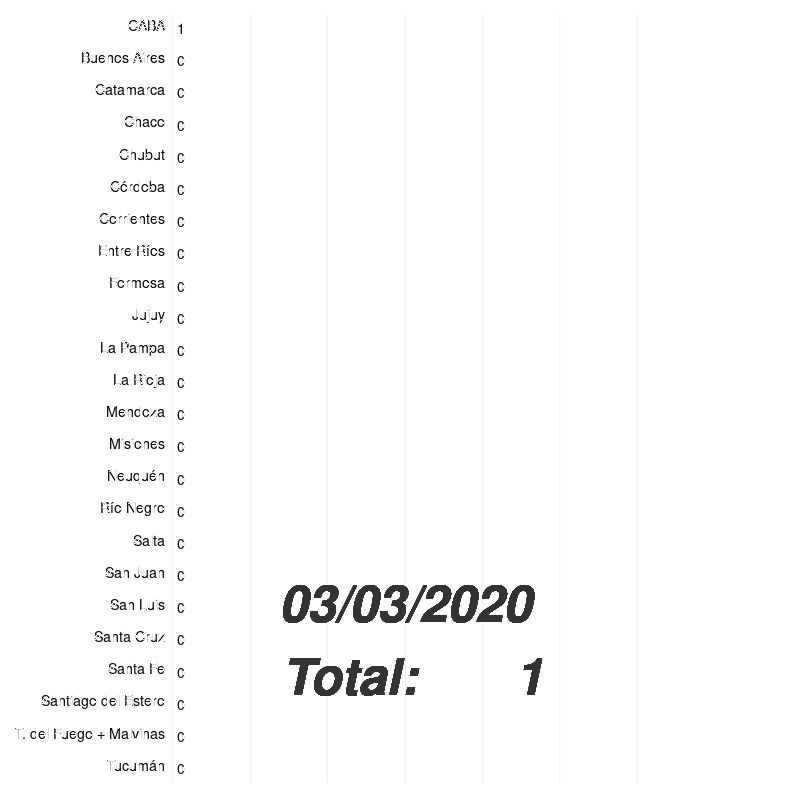 CABA 1
Buenos Aires 0
Catamarca 0
Chaco 0
Chubut 0
Córdoba 0
Corrientes 0
Entre Ríos 0
Formosa 0
Jujuy 0
La Pampa 0
La Rioja 0
Mendoza 0
Misiones 0
Neuquén 0
Río Negro 0
Salta 0
San Juan 0
San Luis 0
Santa Cruz 0
Santa Fe 0
Santiago del Estero 0
T. del Fuego + Malvinas 0
Tucumán 0
03/03/2020
Total: 1